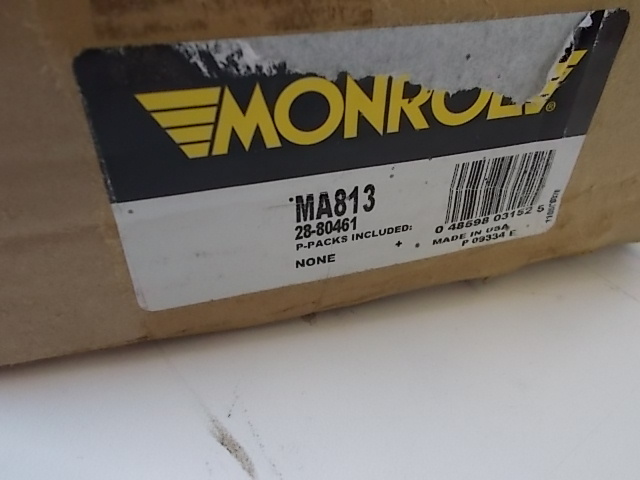 MONROE®
MA813
28-80461
P-PACKS INCLUDED:
NONE
0 48598 03152 5
MADE IN USA
P 09334 F